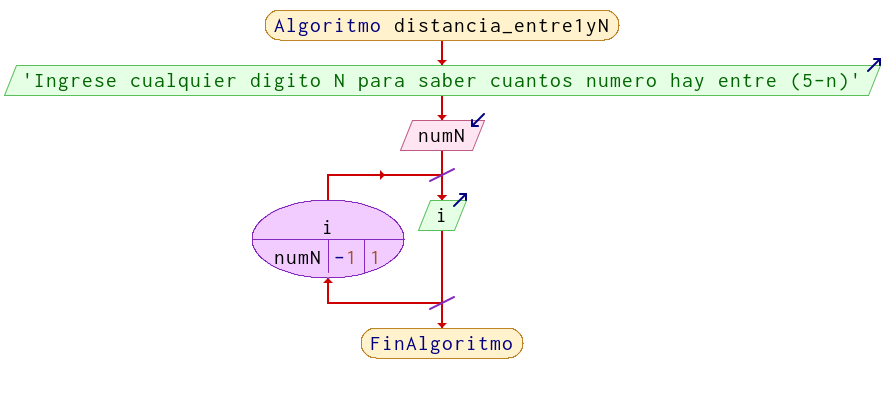 Algoritmo distancia_entre1yN
'Ingrese cualquier digito N para saber cuantos numero hay entre (5-n)'
numN
i
i
numN -1 1
FinAlgoritmo